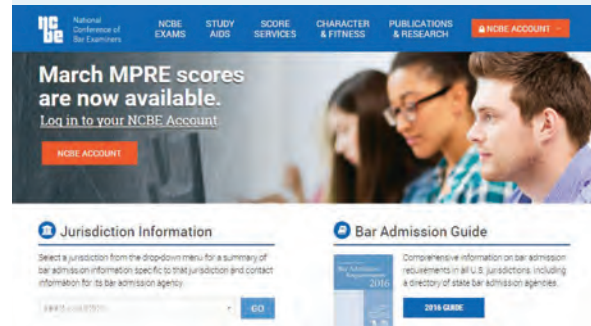 ncbe
National
Conference of
Bar Examiners
NCBE
EXAMS
STUDY
AIDS
SCORE
SERVICES
CHARACTER
& FITNESS
PUBLICATIONS
& RESEARCH
NCBE ACCOUNT
March MPRE scores
are now available.
Log in to your NCBE Account.
NCBE ACCOUNT
Jurisdiction Information
Select a jurisdiction from the drop-down menu for a summary of
bar admission information specific to that jurisdiction and contact
information for its bar admission agency.
GO
Bar Admission Guide
Bar Admission
Requirements
2016
Comprehensive information on bar admission
requirements in all U.S. jurisdictions, including
a directory of state bar admission agencies.
2016 GUIDE